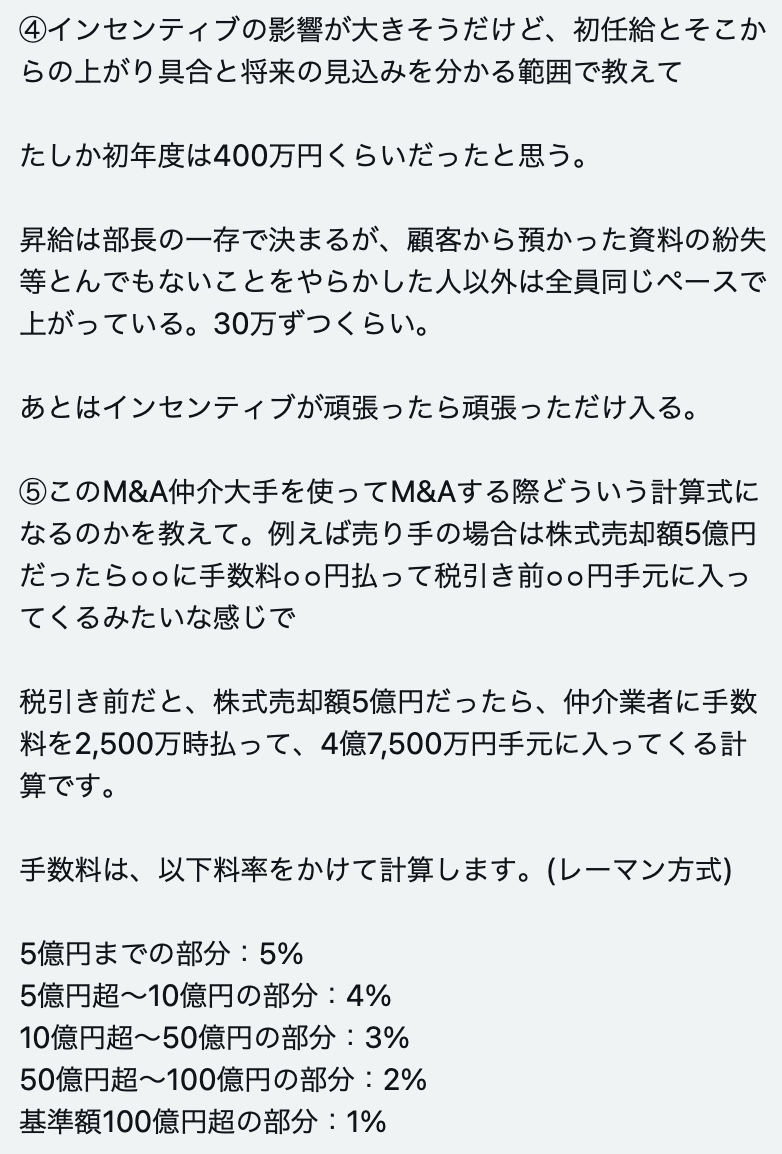 ④インセンティブの影響が大きそうだけど、初任給とそこか
らの上がり具合と将来の見込みを分かる範囲で教えて
たしか初年度は400万円くらいだったと思う。
昇給は部長の一存で決まるが、顧客から預かった資料の紛失
等とんでもないことをやらかした人以外は全員同じペースで
上がっている。30万ずつくらい。
あとはインセンティブが頑張ったら頑張っただけ入る。
⑤このM&A仲介大手を使ってM&Aする際どういう計算式に
なるのかを教えて。例えば売り手の場合は株式売却額5億円
だったら○○に手数料○○円払って税引き前○○円手元に入っ
てくるみたいな感じで
税引き前だと、株式売却額5億円だったら、仲介業者に手数
料を2,500万時払って、4億7,500万円手元に入ってくる計
算です。
手数料は、以下料率をかけて計算します。(レーマン方式)
5億円までの部分：5%
5億円超〜10億円の部分：4%
10億円超〜50億円の部分：3%
50億円超〜100億円の部分：2%
基準額100億円超の部分：1%